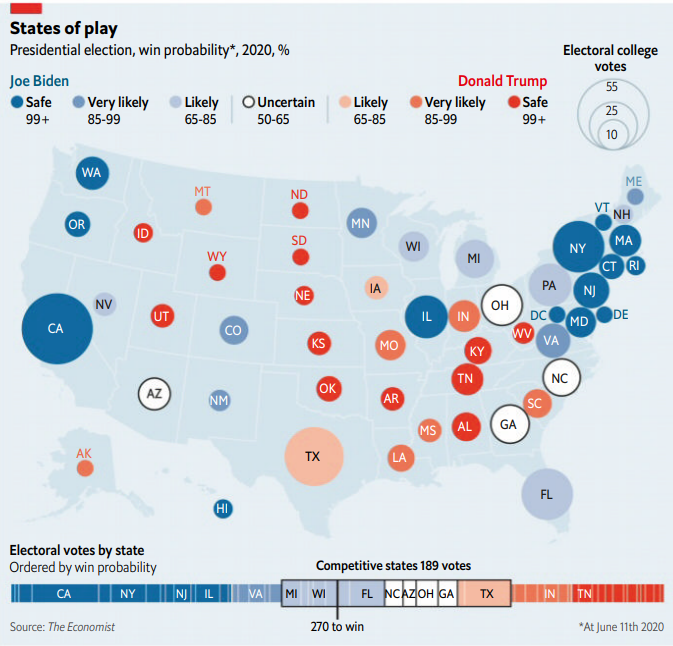 States of play
Presidential election, win probability*, 2020, %
Electoral college
votes
55
25
10
Joe Biden
Donald Trump
Safe
99+
Very likely
85-99
Likely
65-85
Uncertain
50-65
Likely
65-85
Very likely
85-99
Safe
99+
WA
MT
ND
ME
OR
ID
MN
VT
NH
WY
SD
WI
MI
NY
MA
CT
RI
NV
NE
IA
PA
NJ
CA
UT
CO
IL
IN
OH
DC
DE
MD
KS
MO
KY
WV
VA
AZ
NM
OK
AR
TN
NC
SC
AK
TX
LA
MS
AL
GA
HI
FL
Electoral votes by state
Ordered by win probability
Competitive states 189 votes
CA NY NJ IL VA MI WI FL NC AZ OH GA TX IN TN
Source: The Economist
270 to win
*At June 11th 2020